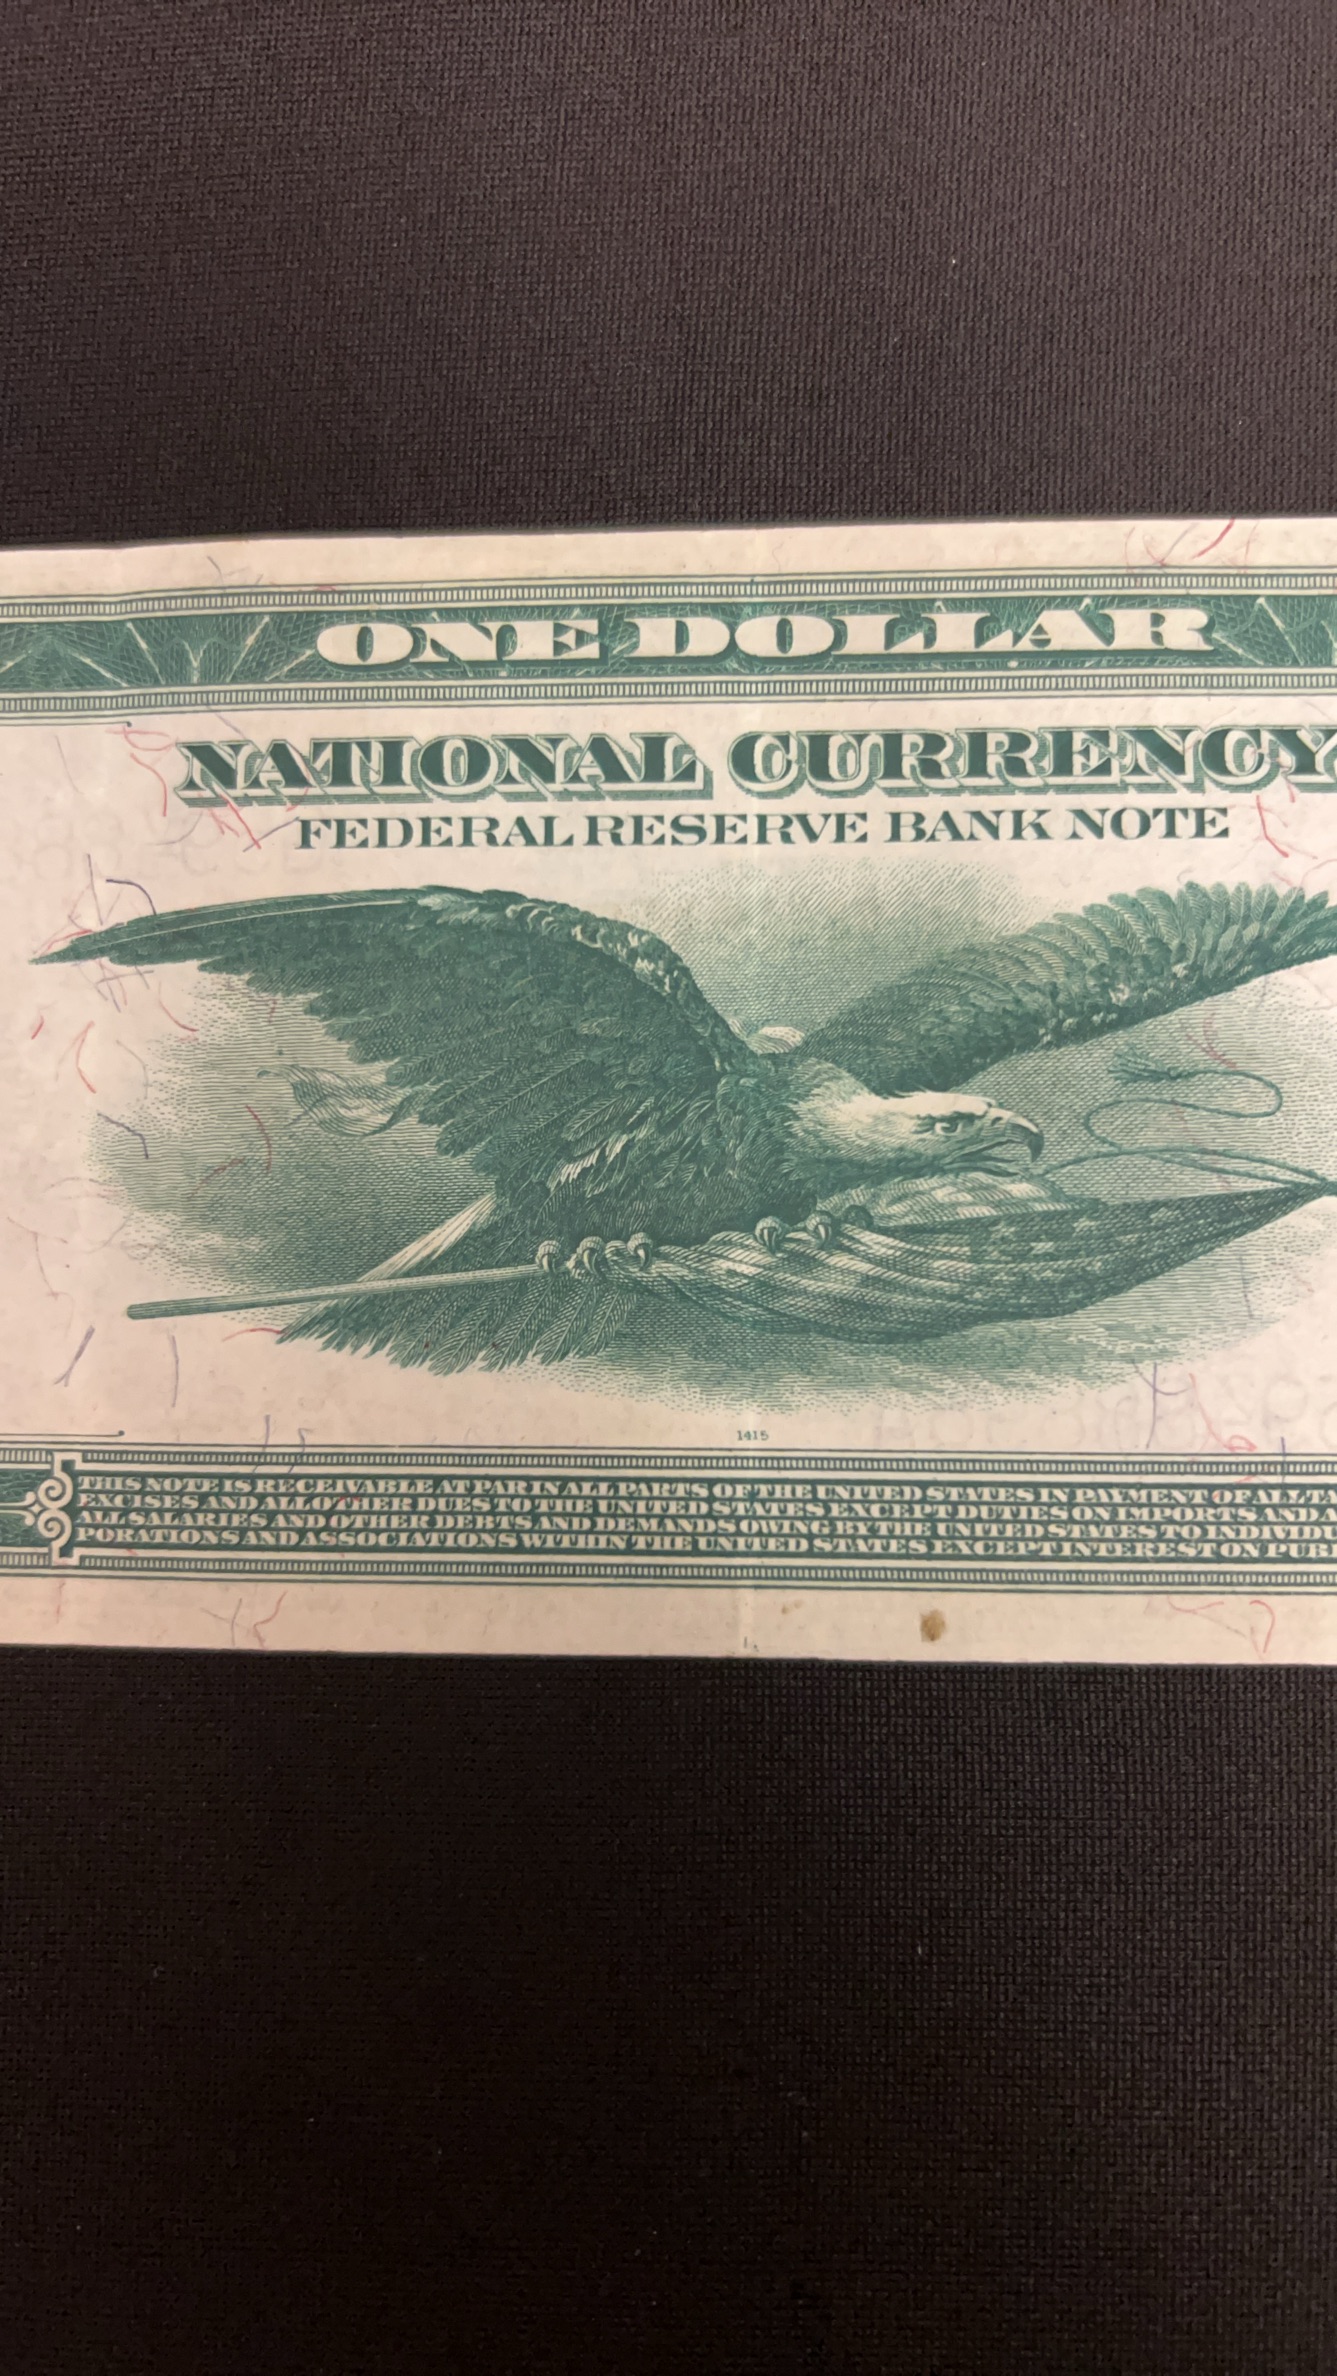 ONE DOLLAR
NATIONAL CURRENCY
FEDERAL RESERVE BANK NOTE
1415
THIS NOTE IS RECEIVABLE AT PAR IN ALL PARTS OF THE UNITED STATES IN PAYMENT OF ALL TA
EXCISES AND ALL OTHER DUES TO THE UNITED STATES EXCEPT DUTIES ON IMPORTS AND A
ALL SALARIES AND OTHER DEBTS AND DEMANDS OWING BY THE UNITED STATES TO INDIVIDU
PORATIONS AND ASSOCIATIONS WITHIN THE UNITED STATES EXCEPT INTEREST ON PUBL